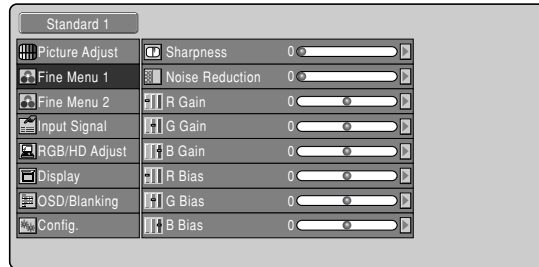 Standard 1
Picture Adjust Sharpness 0
Fine Menu 1 Noise Reduction 0
Fine Menu 2 R Gain 0
Input Signal G Gain 0
RGB/HD Adjust B Gain 0
Display R Bias 0
OSD/Blanking G Bias 0
Config. B Bias 0